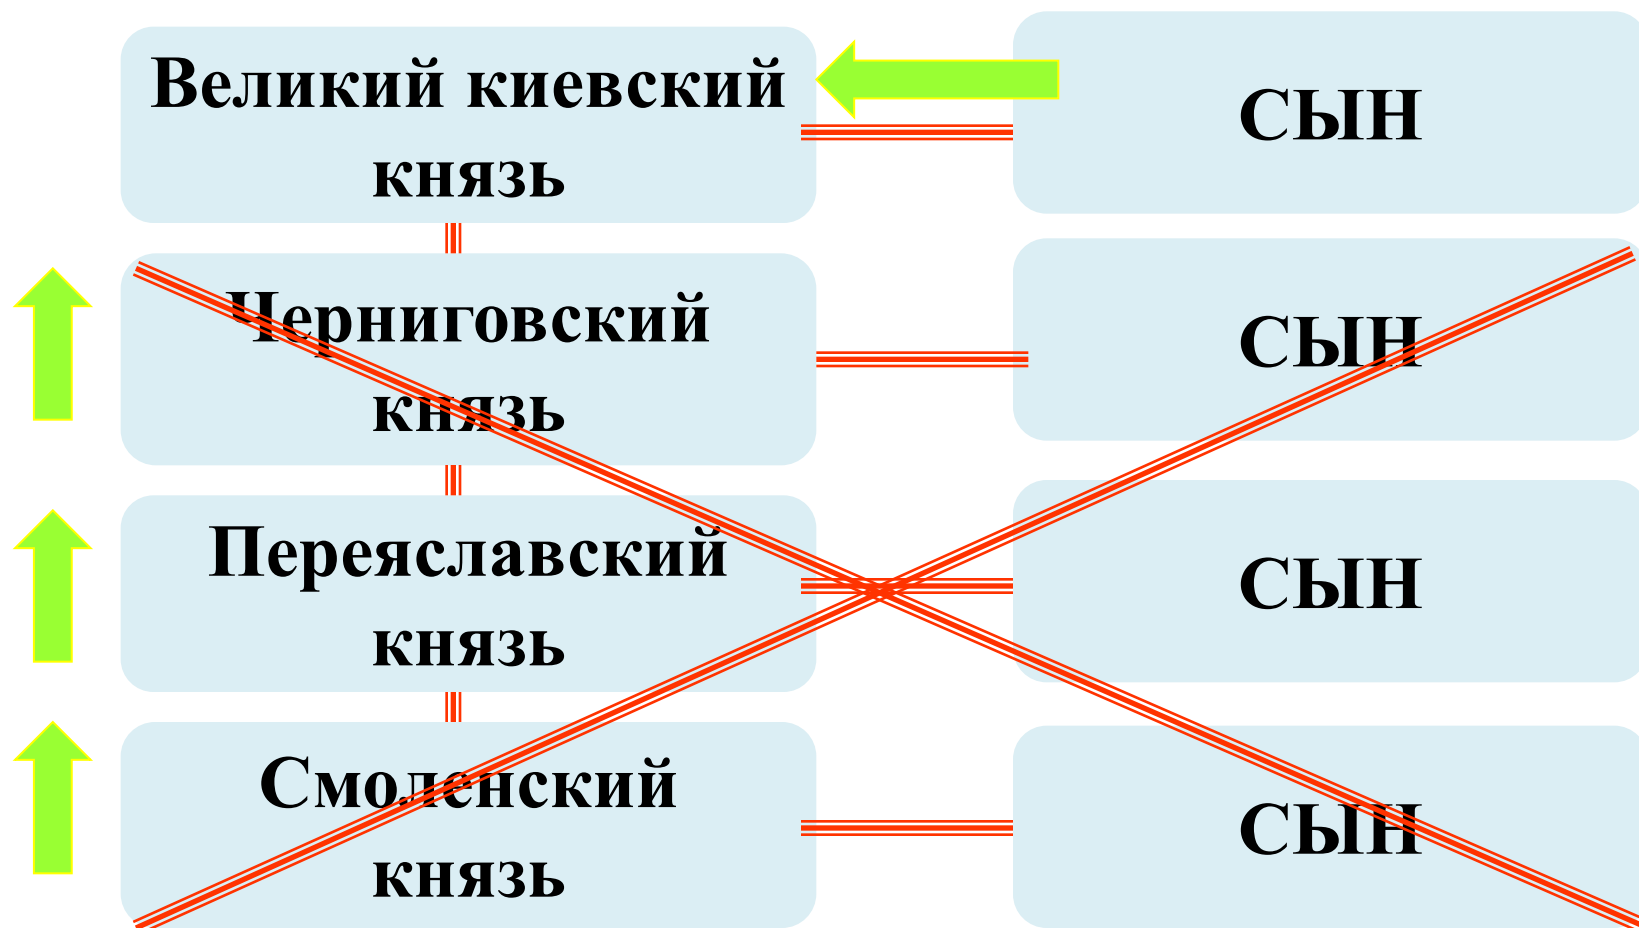 Великий киевский
князь
СЫН
Черниговский
князь
СЫН
Переяславский
князь
СЫН
Смоленский
князь
СЫН